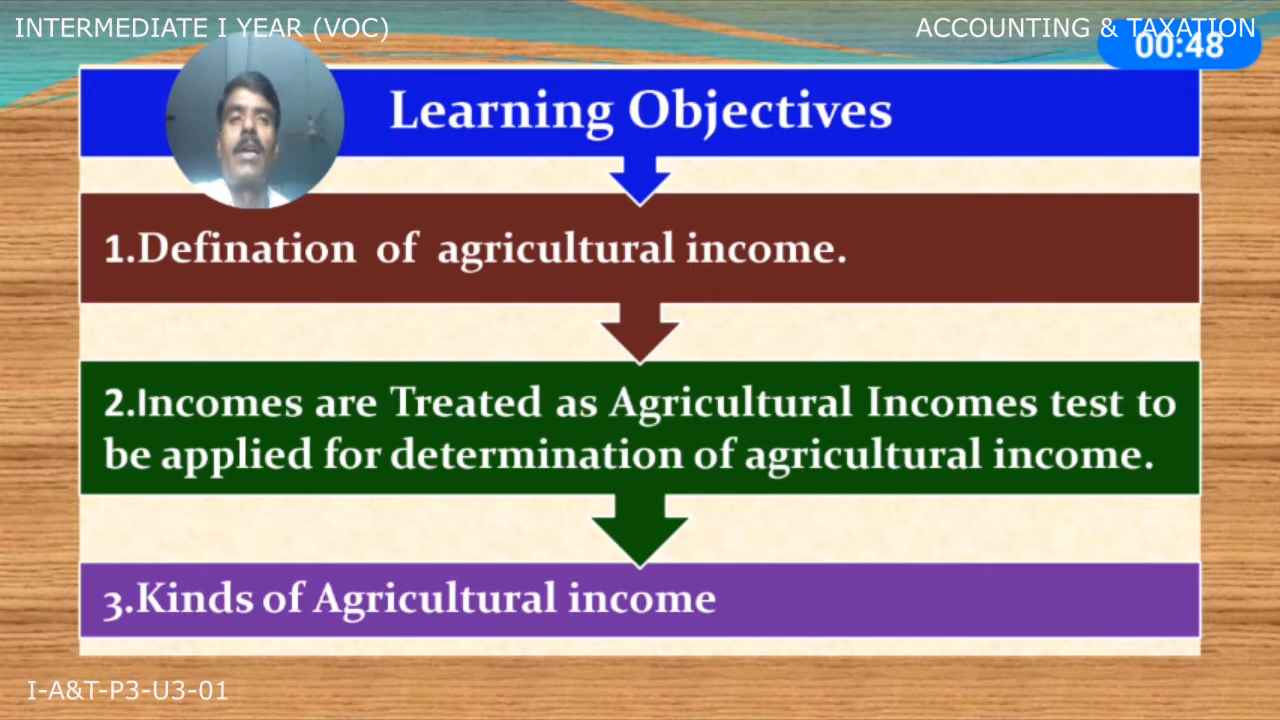 INTERMEDIATE I YEAR (VOC)
ACCOUNTING & TAXATION
00:48
Learning Objectives
1.Defination of agricultural income.
2.Incomes are Treated as Agricultural Incomes test to
be applied for determination of agricultural income.
3.Kinds of Agricultural income
I-A&T-P3-U3-01